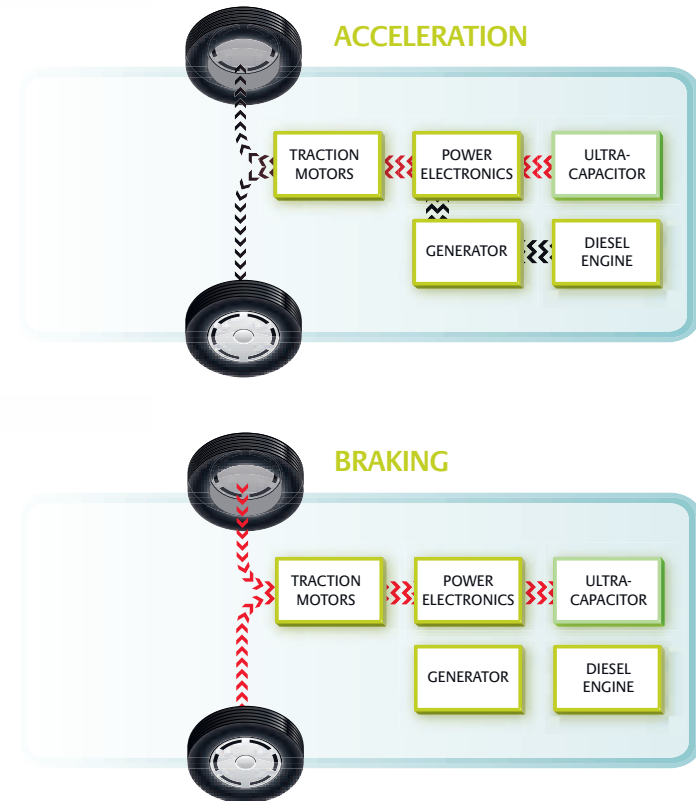 ACCELERATION
TRACTION
MOTORS
POWER
ELECTRONICS
ULTRA-
CAPACITOR
GENERATOR
DIESEL
ENGINE
BRAKING
TRACTION
MOTORS
POWER
ELECTRONICS
ULTRA-
CAPACITOR
GENERATOR
DIESEL
ENGINE